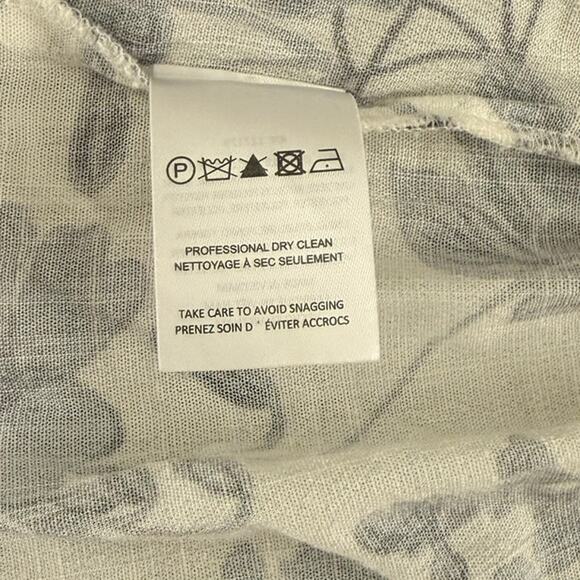 P
PROFESSIONAL DRY CLEAN
NETTOYAGE À SEC SEULEMENT
TAKE CARE TO AVOID SNAGGING
PRENEZ SOIN D ' ÉVITER ACCROCS